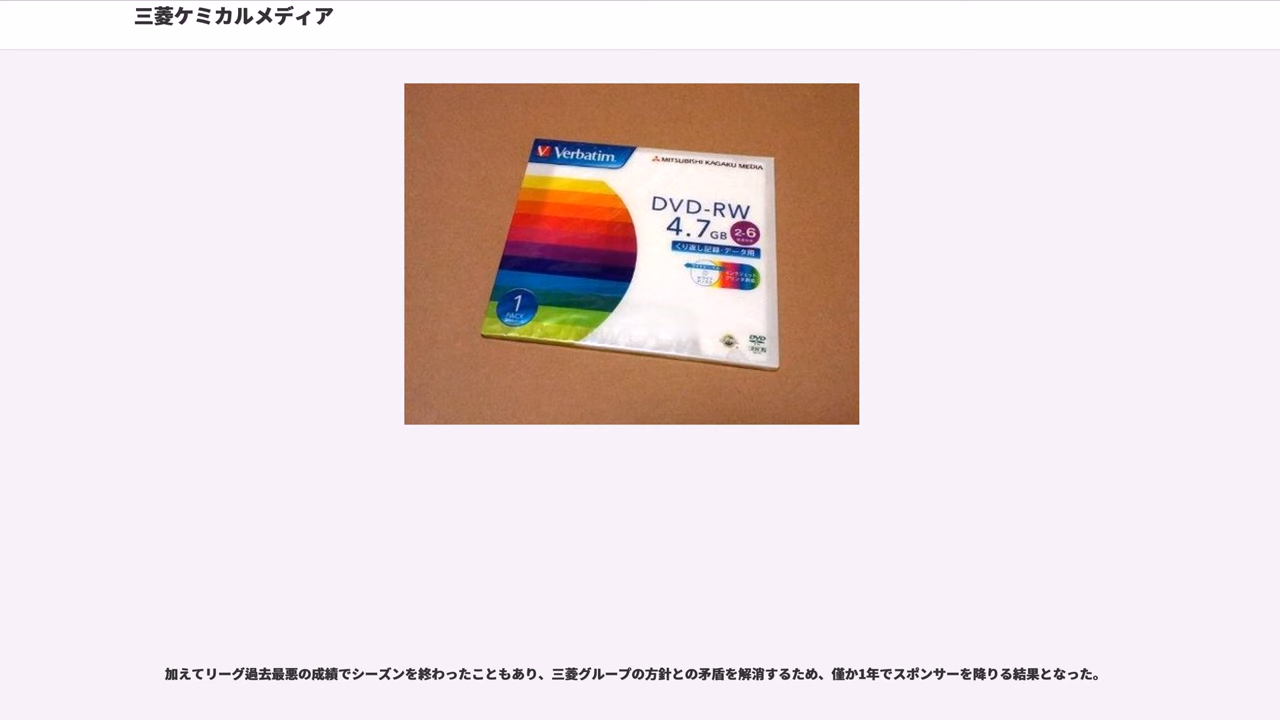 三菱ケミカルメディア
Verbatim
MITSUBISHI KAGAKU MEDIA
DVD-RW
4.7GB
2-6
くり返し記録・データ用
1
PACK
DVD
加えてリーグ過去最悪の成績でシーズンを終わったこともあり、三菱グループの方針との矛盾を解消するため、僅か1年でスポンサーを降りる結果となった。